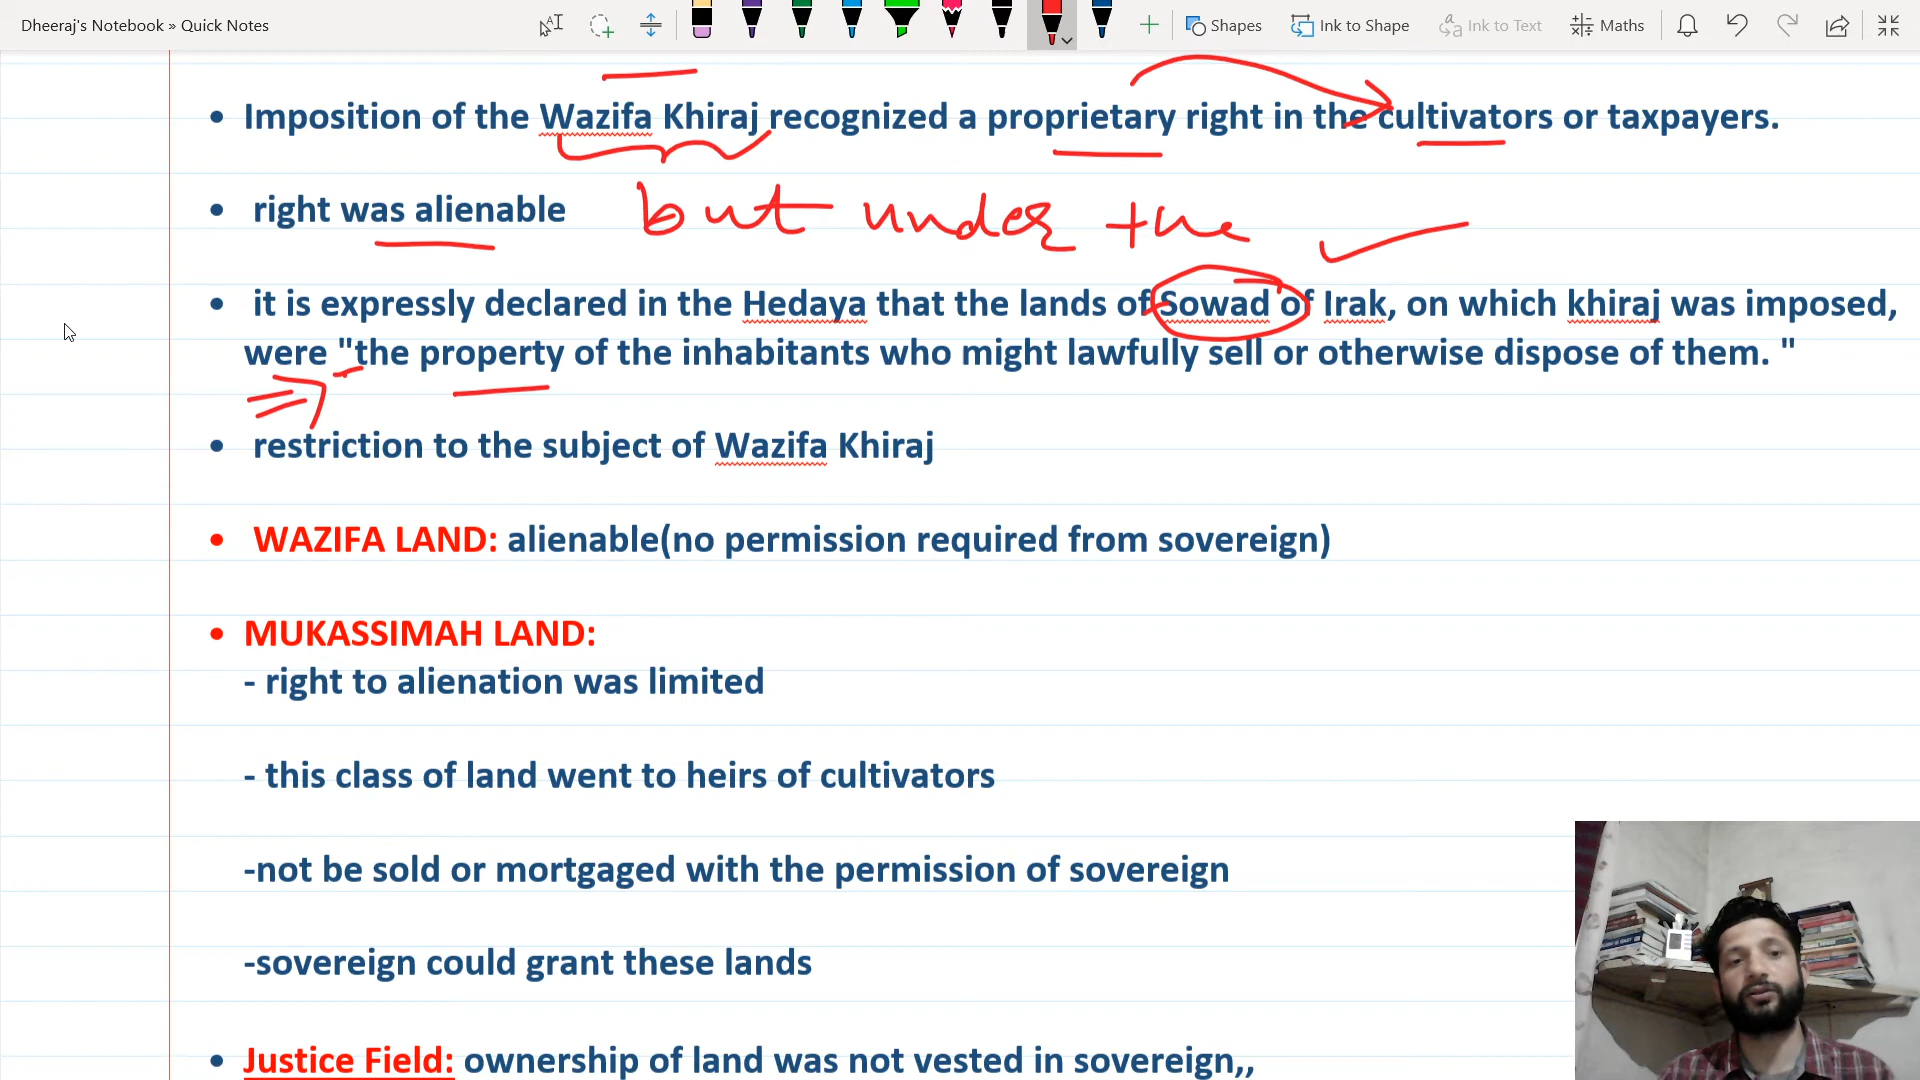 Dheeraj's Notebook » Quick Notes
Shapes
Ink to Shape
Ink to Text
Maths
• Imposition of the Wazifa Khiraj recognized a proprietary right in the cultivators or taxpayers.
• right was alienable but under the
• it is expressly declared in the Hedaya that the lands of Sowad of Irak, on which khiraj was imposed,
were "the property of the inhabitants who might lawfully sell or otherwise dispose of them. "
• restriction to the subject of Wazifa Khiraj
• WAZIFA LAND: alienable(no permission required from sovereign)
• MUKASSIMAH LAND:
- right to alienation was limited
- this class of land went to heirs of cultivators
-not be sold or mortgaged with the permission of sovereign
-sovereign could grant these lands
• Justice Field: ownership of land was not vested in sovereign,,